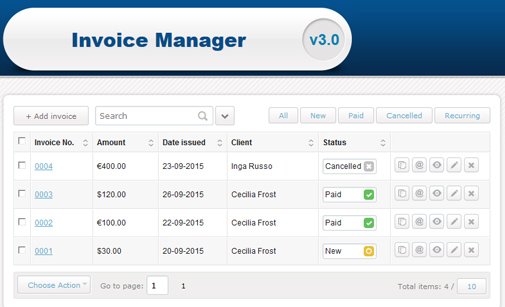 Invoice Manager v3.0
+ Add invoice Search All New Paid Cancelled Recurring
Invoice No. Amount Date issued Client Status
0004 €400.00 23-09-2015 Inga Russo Cancelled
0003 $120.00 26-09-2015 Cecilia Frost Paid
0002 €100.00 22-09-2015 Cecilia Frost Paid
0001 $30.00 20-09-2015 Cecilia Frost New
Choose Action Go to page: 1 1 Total items: 4 / 10